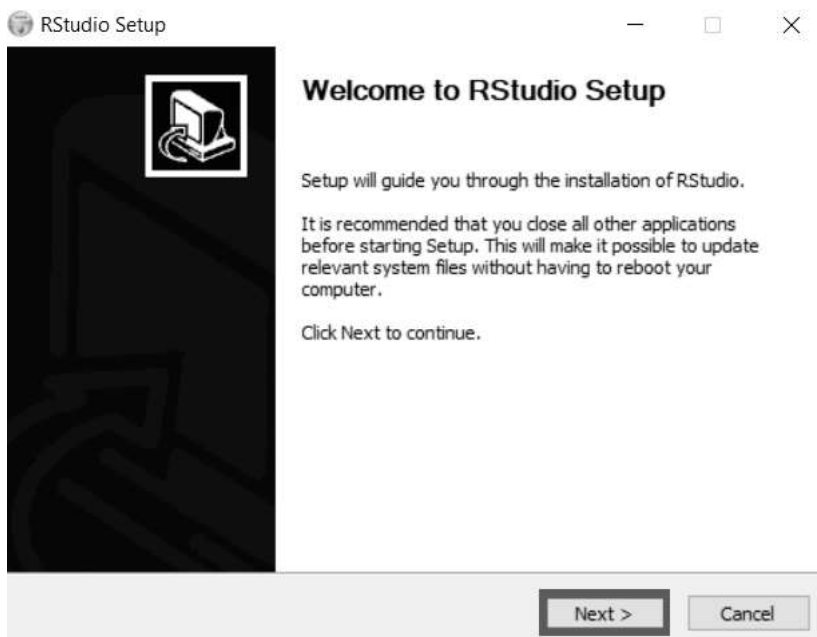 RStudio Setup
Welcome to RStudio Setup
Setup will guide you through the installation of RStudio.
It is recommended that you close all other applications
before starting Setup. This will make it possible to update
relevant system files without having to reboot your
computer.
Click Next to continue.
Next >
Cancel